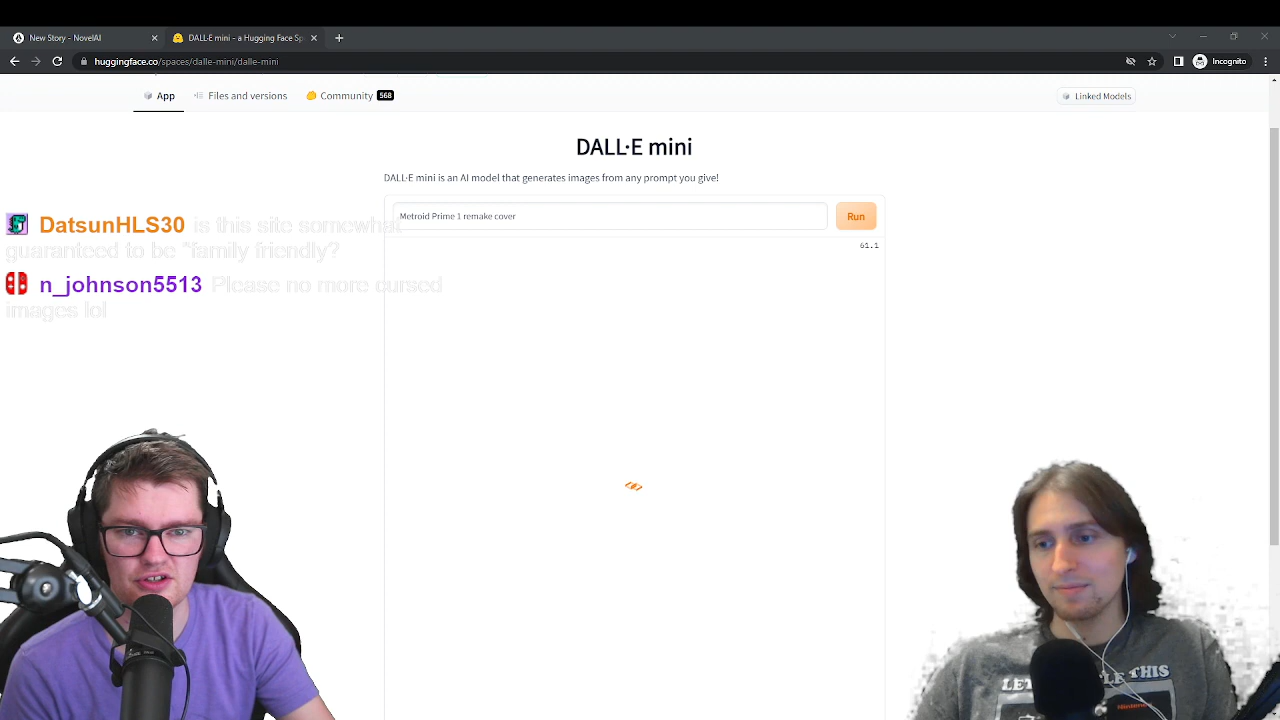 New Story - NovelAI
DALL·E mini - a Hugging Face Sp
huggingface.co/spaces/dalle-mini/dalle-mini
Incognito
App
Files and versions
Community 568
Linked Models
DALL·E mini
DALL·E mini is an AI model that generates images from any prompt you give!
Metroid Prime 1 remake cover
Run
61.1
DatsunHLS30 is this site somewhat
guaranteed to be "family friendly?
n_johnson5513 Please no more cursed
images lol
THIS